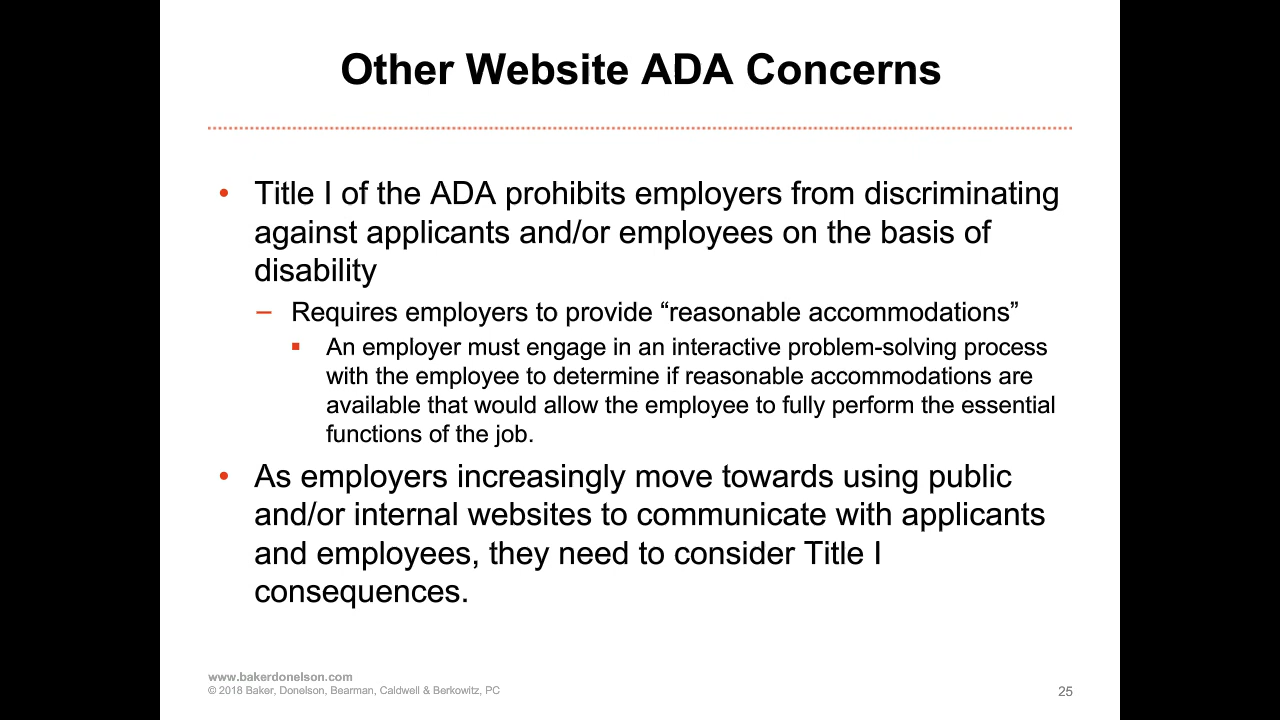 Other Website ADA Concerns
• Title I of the ADA prohibits employers from discriminating
against applicants and/or employees on the basis of
disability
– Requires employers to provide “reasonable accommodations”
▪ An employer must engage in an interactive problem-solving process
with the employee to determine if reasonable accommodations are
available that would allow the employee to fully perform the essential
functions of the job.
• As employers increasingly move towards using public
and/or internal websites to communicate with applicants
and employees, they need to consider Title I
consequences.
www.bakerdonelson.com
© 2018 Baker, Donelson, Bearman, Caldwell & Berkowitz, PC
25